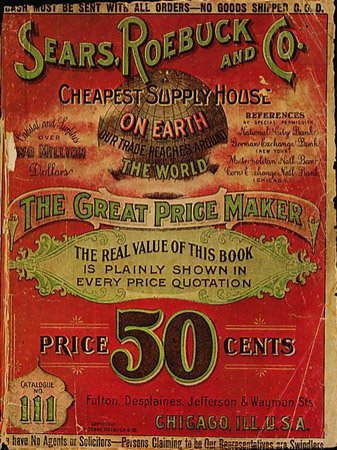 CASH MUST BE SENT WITH ALL ORDERS—NO GOODS SHIPPED C.O.D.
SEARS, ROEBUCK
AND CO.
CHEAPEST SUPPLY HOUSE
ON EARTH
OUR TRADE REACHES AROUND
THE WORLD
Capital and Surplus
OVER
TWO MILLION
Dollars
REFERENCES
BY SPECIAL PERMISSION
National City Bank
German Exchange Bank
(NEW YORK)
Metropolitan Natl Bank
Corn Exchange Natl Bank
(CHICAGO)
THE GREAT PRICE MAKER
THE REAL VALUE OF THIS BOOK
IS PLAINLY SHOWN IN
EVERY PRICE QUOTATION
PRICE 50 CENTS
CATALOGUE
NO.
111
Fulton, Desplaines, Jefferson & Wayman Sts
CHICAGO, ILL, U.S.A.
COPYRIGHT
SEARS ROEBUCK & CO
have No Agents or Solicitors—Persons Claiming to be Our Representatives are Swindlers